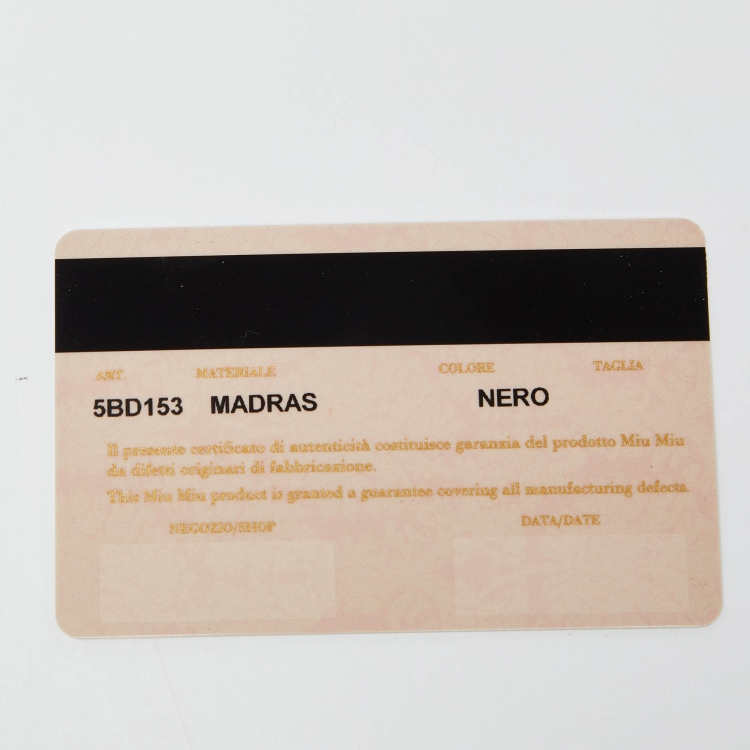 ART. MATERIALE COLORE TAGLIA
5BD153 MADRAS NERO
Il presente certificato di autenticità costituisce garanzia del prodotto Miu Miu
da difetti originari di fabbricazione.
This Miu Miu product is granted a guarantee covering all manufacturing defects.
NEGOZIO/SHOP DATA/DATE